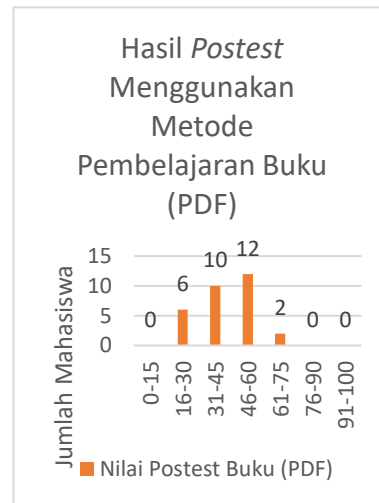 Hasil Postest
Menggunakan
Metode
Pembelajaran Buku
(PDF)
Jumlah Mahasiswa
15
10
5
0
0
6
10
12
2
0
0
0-15
16-30
31-45
46-60
61-75
76-90
91-100
Nilai Postest Buku (PDF)